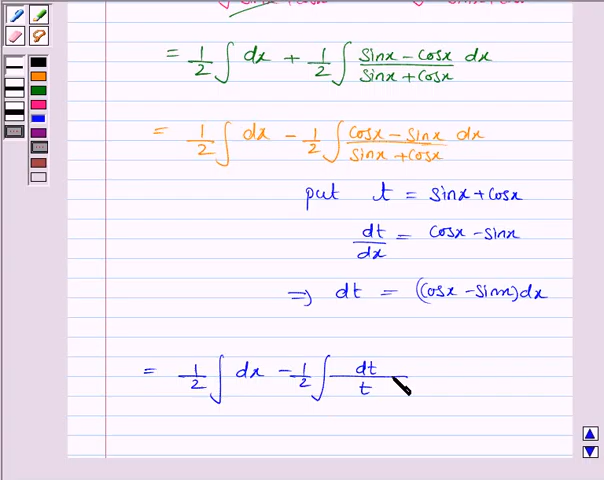 = 1/2 ∫ dx + 1/2 ∫ (sinx - cosx)/(sinx + cosx) dx
= 1/2 ∫ dx - 1/2 ∫ (cosx - sinx)/(sinx + cosx) dx
put t = sinx + cosx
dt/dx = cosx - sinx
⇒ dt = (cosx - sinx)dx
= 1/2 ∫ dx - 1/2 ∫ dt/t